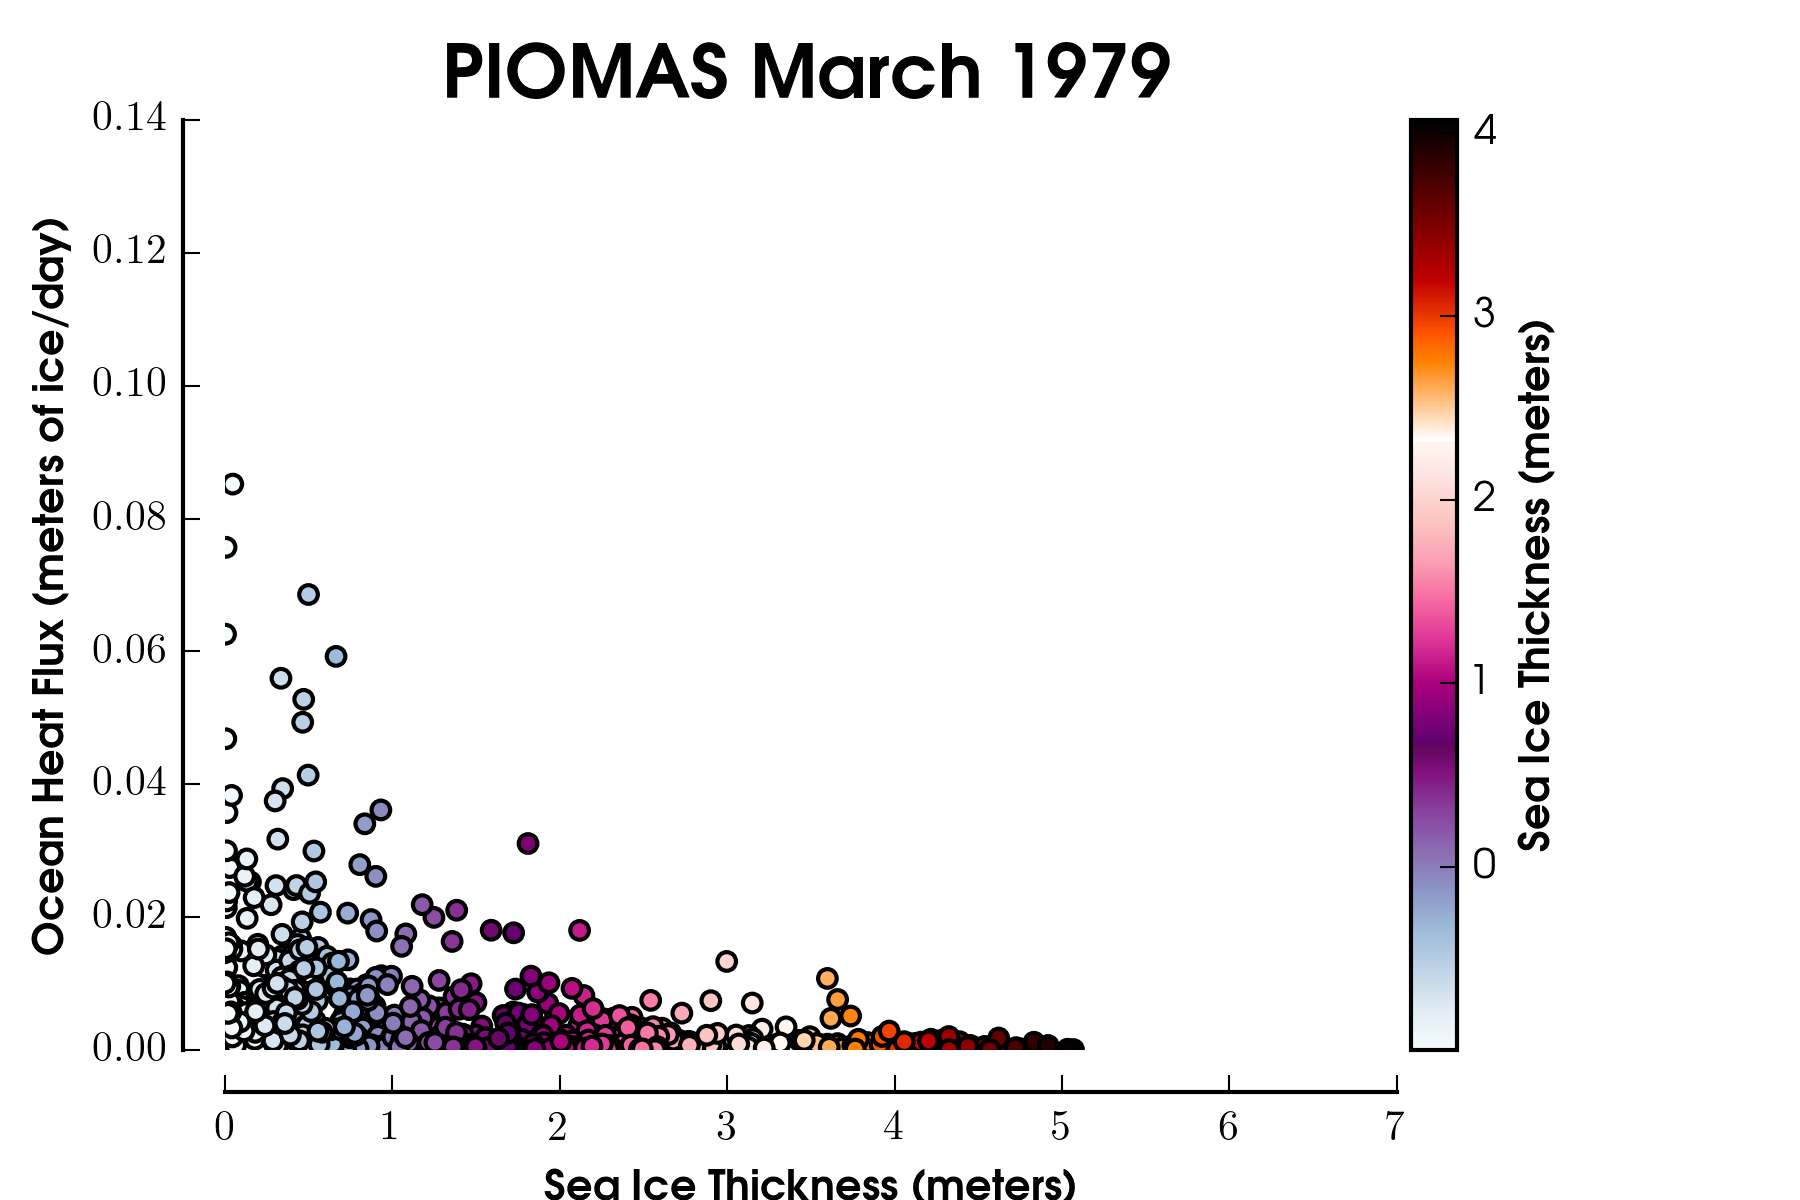 PIOMAS March 1979
Ocean Heat Flux (meters of ice/day)
0.14
0.12
0.10
0.08
0.06
0.04
0.02
0.00
0 1 2 3 4 5 6 7
Sea Ice Thickness (meters)
4
3
2
1
0
Sea Ice Thickness (meters)